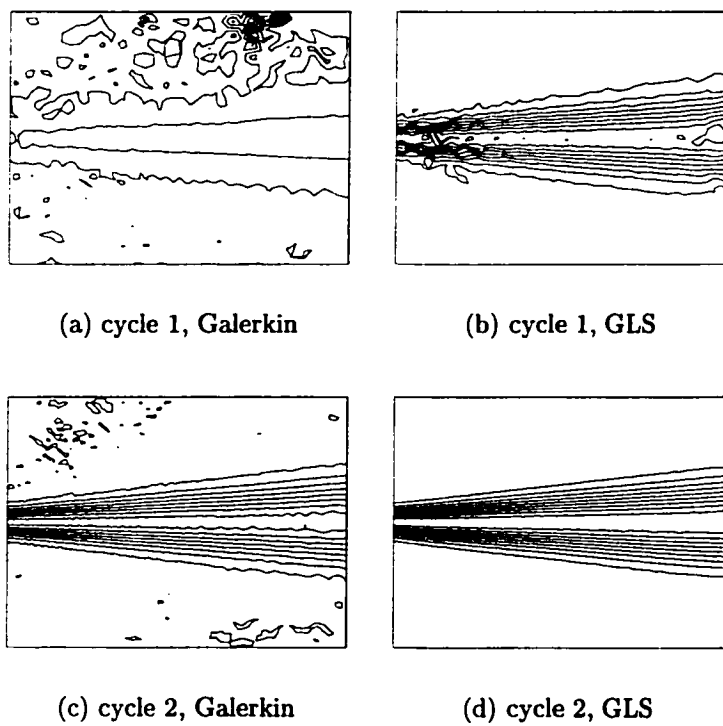 (a) cycle 1, Galerkin
(b) cycle 1, GLS
(c) cycle 2, Galerkin
(d) cycle 2, GLS